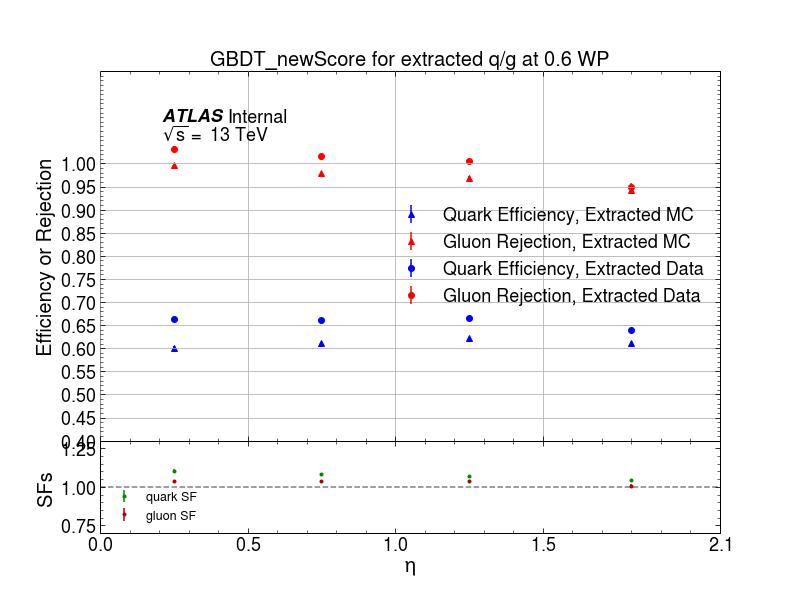 GBDT_newScore for extracted q/g at 0.6 WP
ATLAS Internal
√s = 13 TeV
Efficiency or Rejection
1.00
0.95
0.90
0.85
0.80
0.75
0.70
0.65
0.60
0.55
0.50
0.45
0.40
Quark Efficiency, Extracted MC
Gluon Rejection, Extracted MC
Quark Efficiency, Extracted Data
Gluon Rejection, Extracted Data
SFs
1.25
1.00
0.75
quark SF
gluon SF
0.0 0.5 1.0 1.5 2.1
η